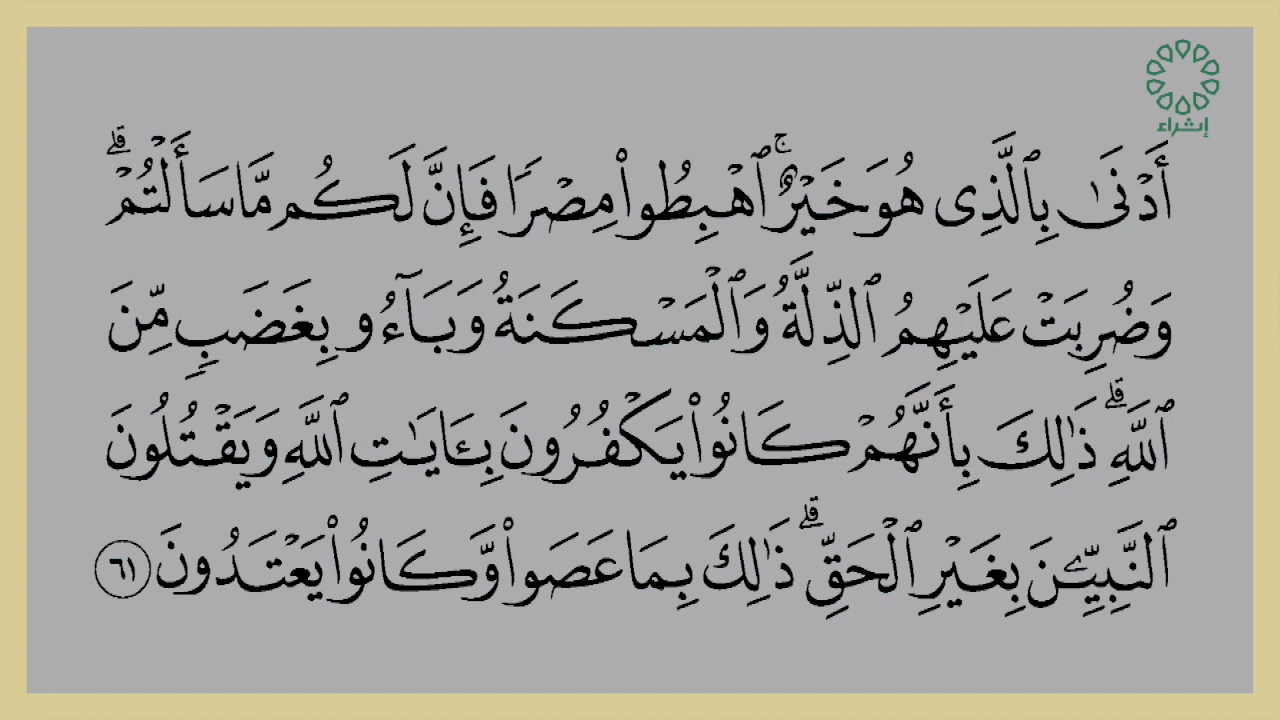 إشراء
أَدۡنَىٰ بِٱلَّذِى هُوَ خَيۡرٌۚ ٱهۡبِطُواْ مِصۡرٗا فَإِنَّ لَكُم مَّا سَأَلۡتُمۡۗ
وَضُرِبَتۡ عَلَيۡهِمُ ٱلذِّلَّةُ وَٱلۡمَسۡكَنَةُ وَبَآءُو بِغَضَبٖ مِّنَ
ٱللَّهِۗ ذَٰلِكَ بِأَنَّهُمۡ كَانُواْ يَكۡفُرُونَ بِـَٔايَٰتِ ٱللَّهِ وَيَقۡتُلُونَ
ٱلنَّبِيِّـۧنَ بِغَيۡرِ ٱلۡحَقِّۗ ذَٰلِكَ بِمَا عَصَواْ وَّكَانُواْ يَعۡتَدُونَ ٦١